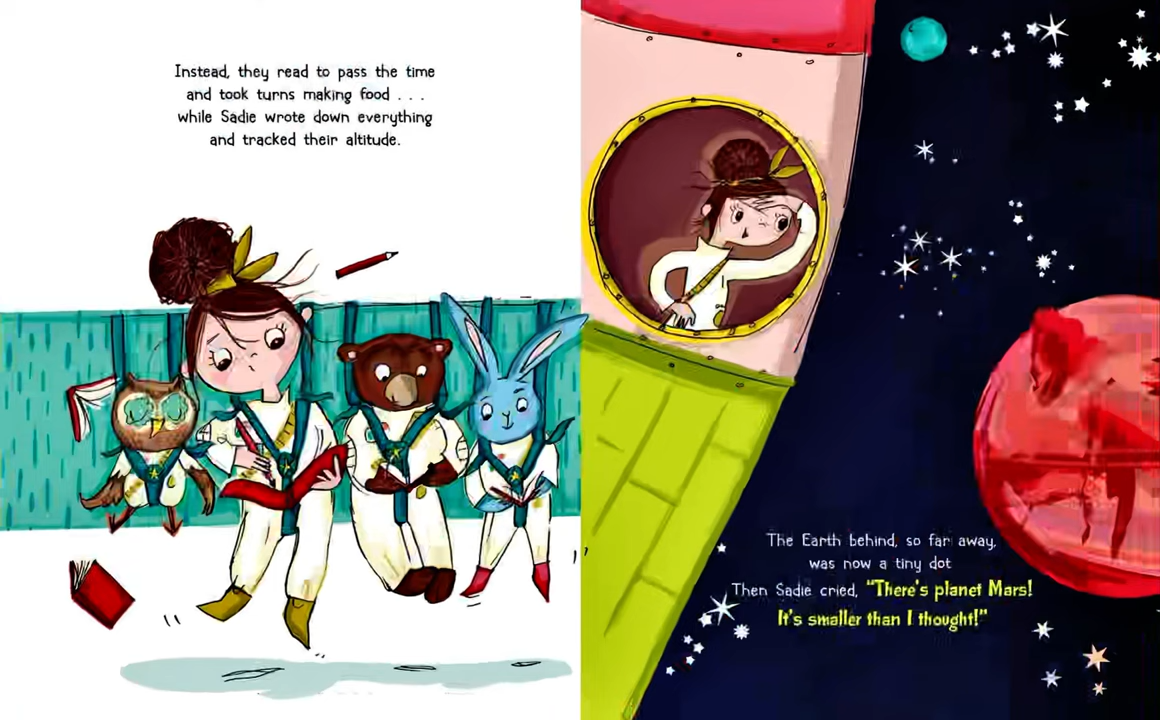 Instead, they read to pass the time
and took turns making food . . .
while Sadie wrote down everything
and tracked their altitude.
The Earth behind, so far away,
was now a tiny dot
Then Sadie cried, "There's planet Mars!
It's smaller than I thought!"